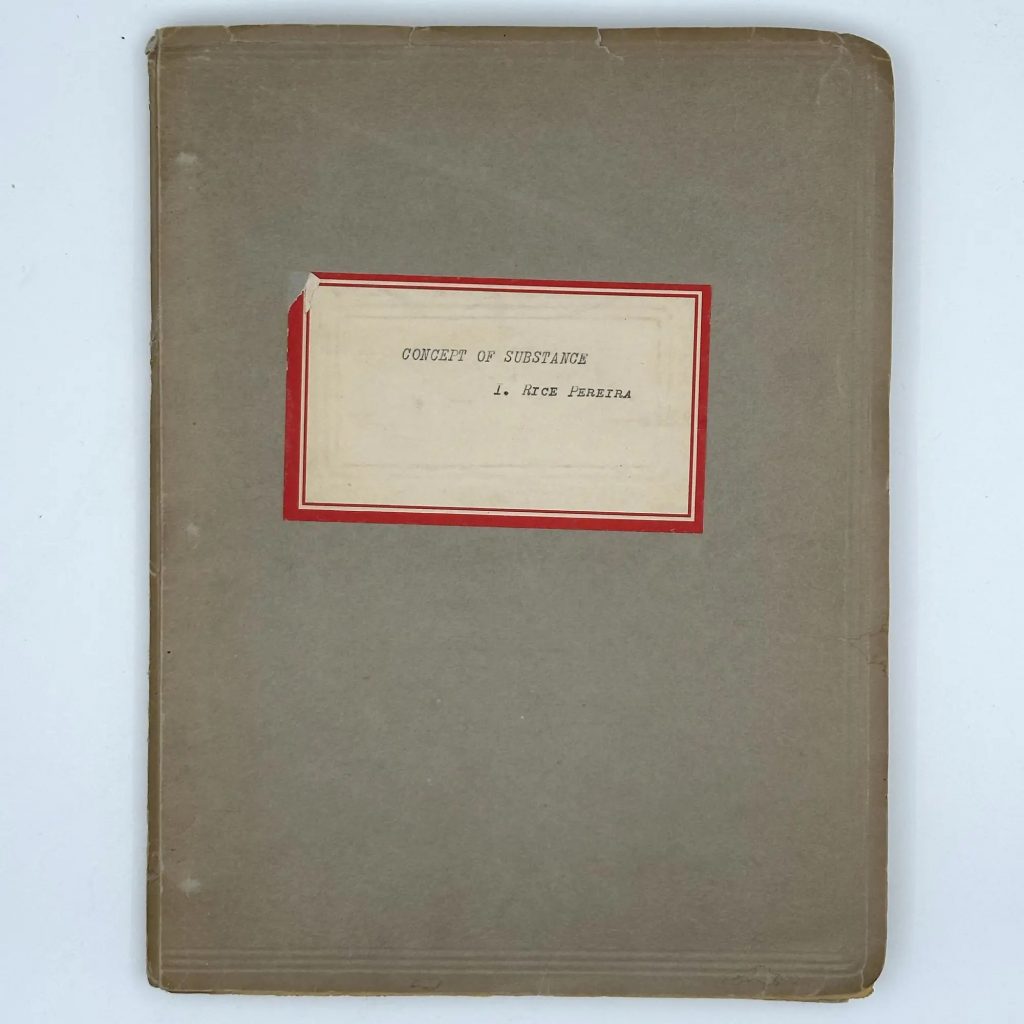 CONCEPT OF SUBSTANCE
I. RICE PEREIRA